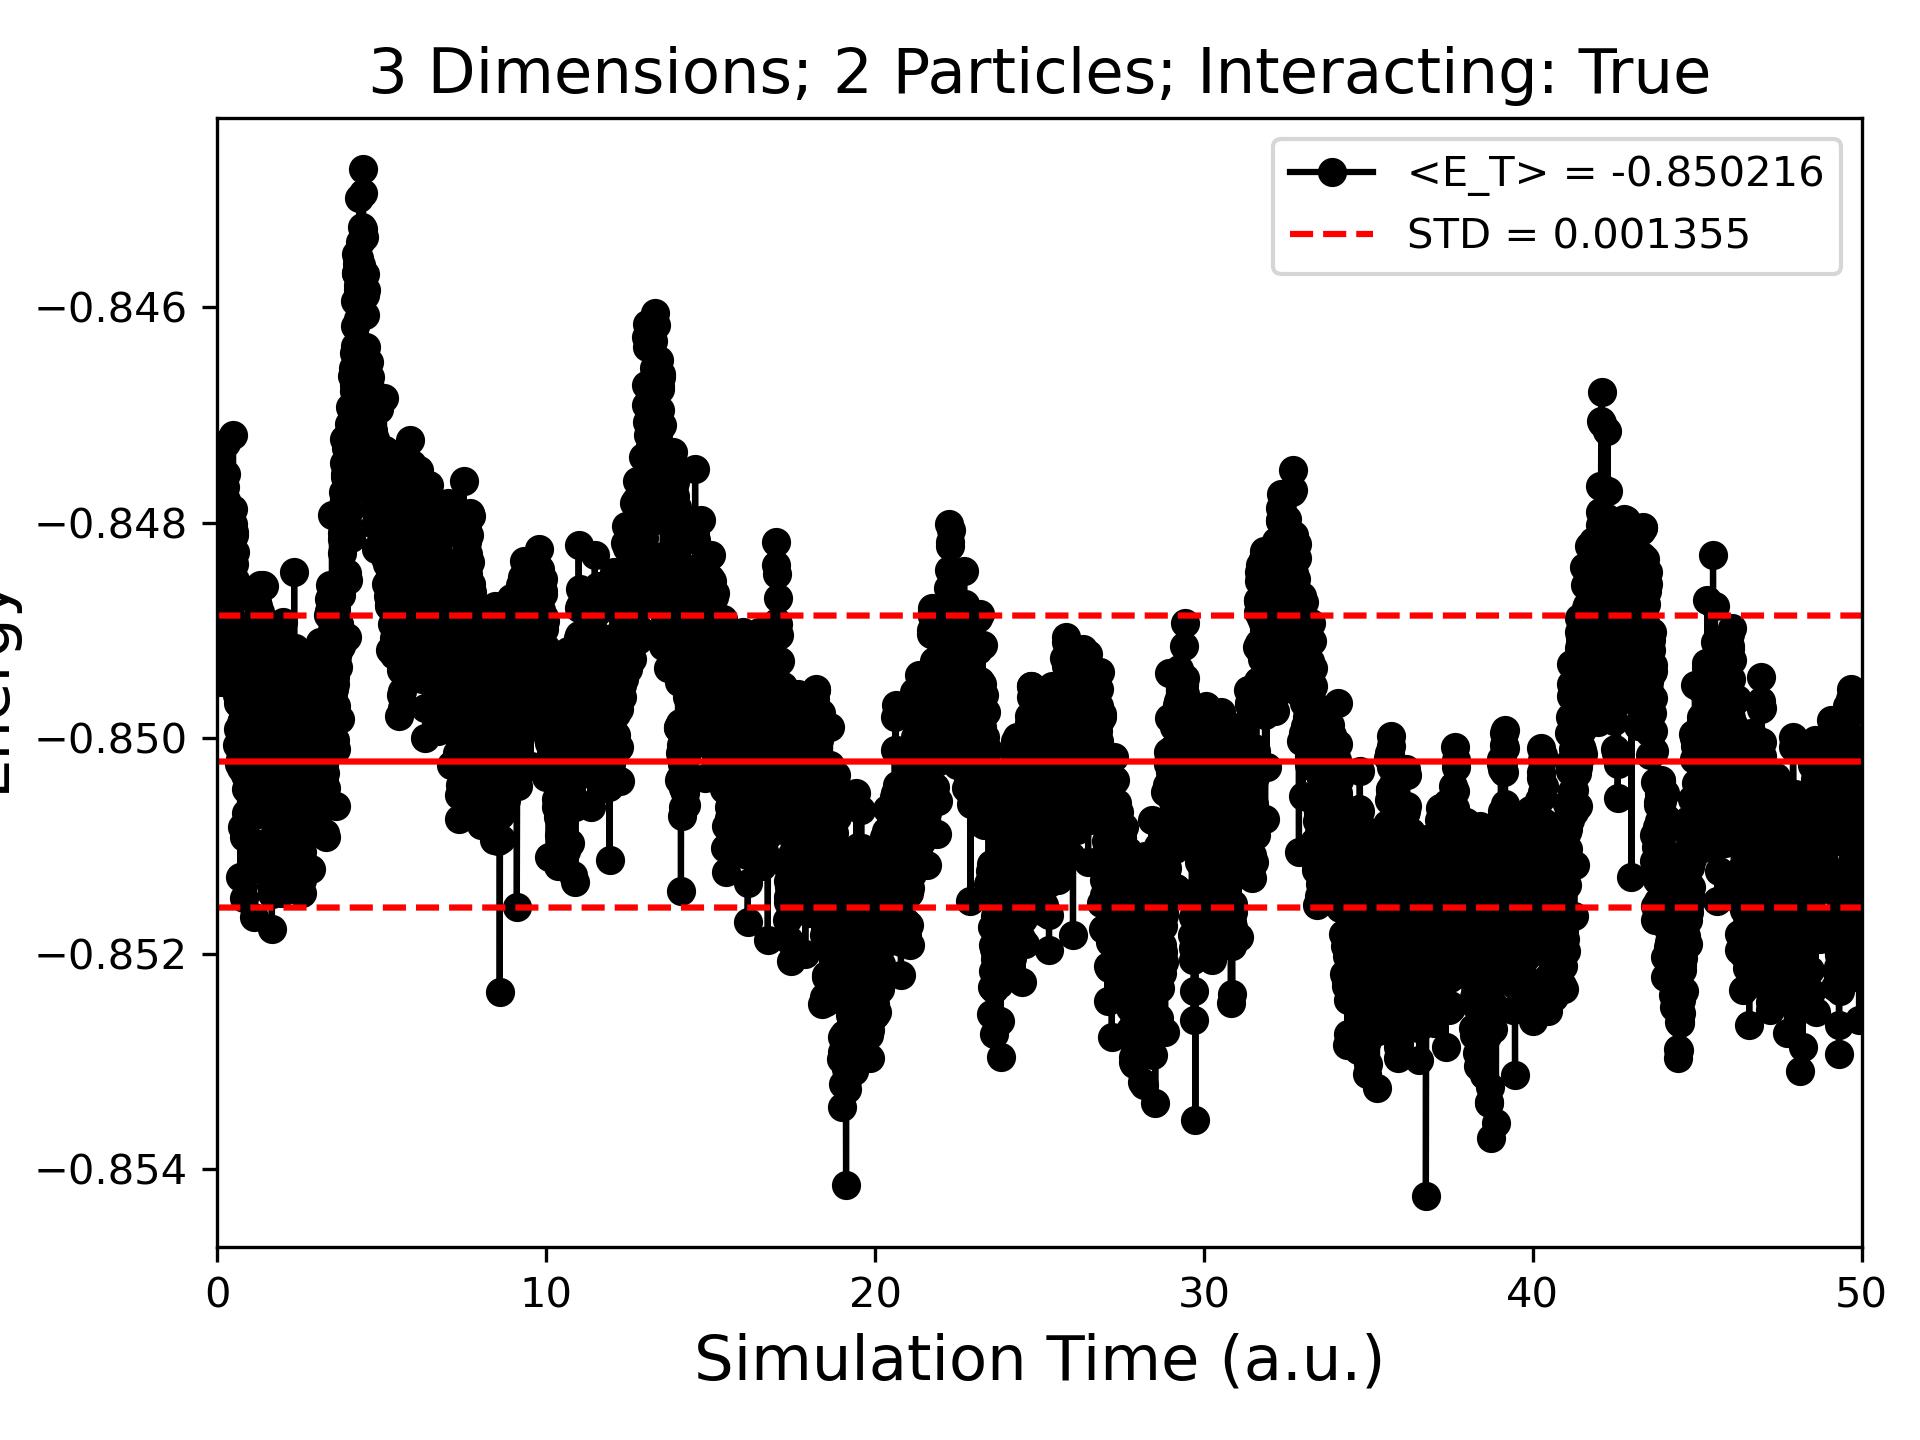 3 Dimensions; 2 Particles; Interacting: True
<E_T> = -0.850216
STD = 0.001355
Energy
−0.846
−0.848
−0.850
−0.852
−0.854
0 10 20 30 40 50
Simulation Time (a.u.)